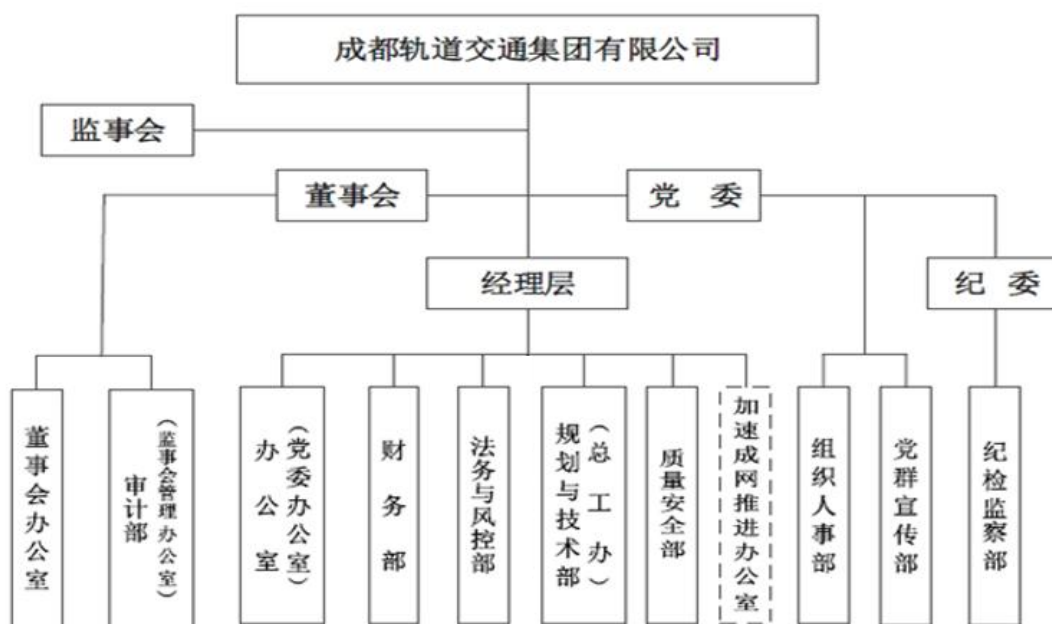 成都轨道交通集团有限公司
监事会
董事会
党 委
经理层
纪 委
董事会办公室
审计部
（监事会管理办公室）
办公室
（党委办公室）
财务部
法务与风控部
规划与技术部
（总工办）
质量安全部
加速成网推进办公室
组织人事部
党群宣传部
纪检监察部